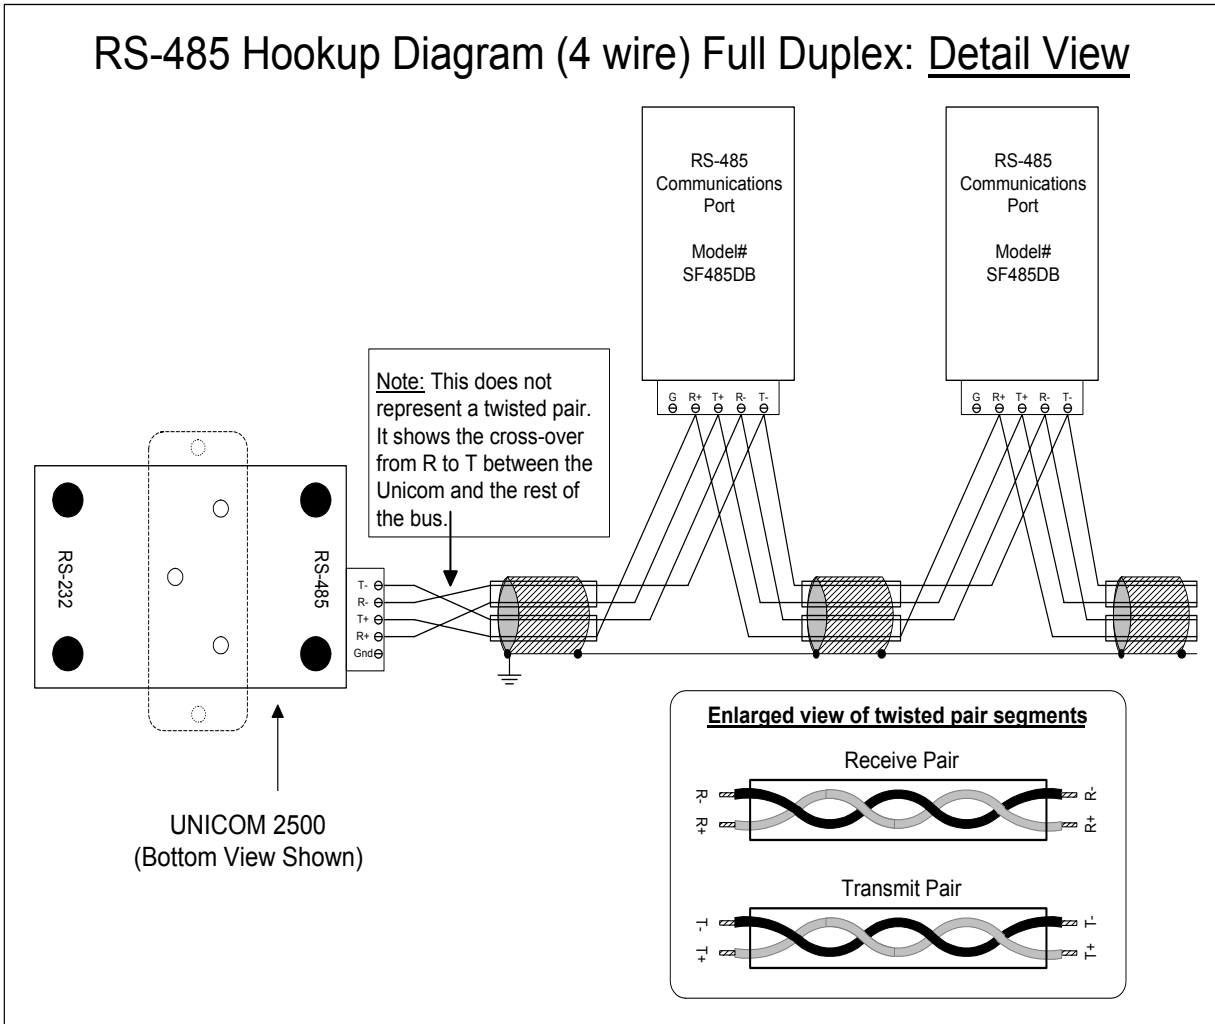 RS-485 Hookup Diagram (4 wire) Full Duplex: Detail View
RS-485
Communications
Port
Model#
SF485DB
G R+ T+ R- T-
RS-485
Communications
Port
Model#
SF485DB
G R+ T+ R- T-
Note: This does not
represent a twisted pair.
It shows the cross-over
from R to T between the
Unicom and the rest of
the bus.
RS-232
RS-485
T-
R-
T+
R+
Gnd
UNICOM 2500
(Bottom View Shown)
Enlarged view of twisted pair segments
Receive Pair
R- R-
R+ R+
Transmit Pair
T- T-
T+ T+